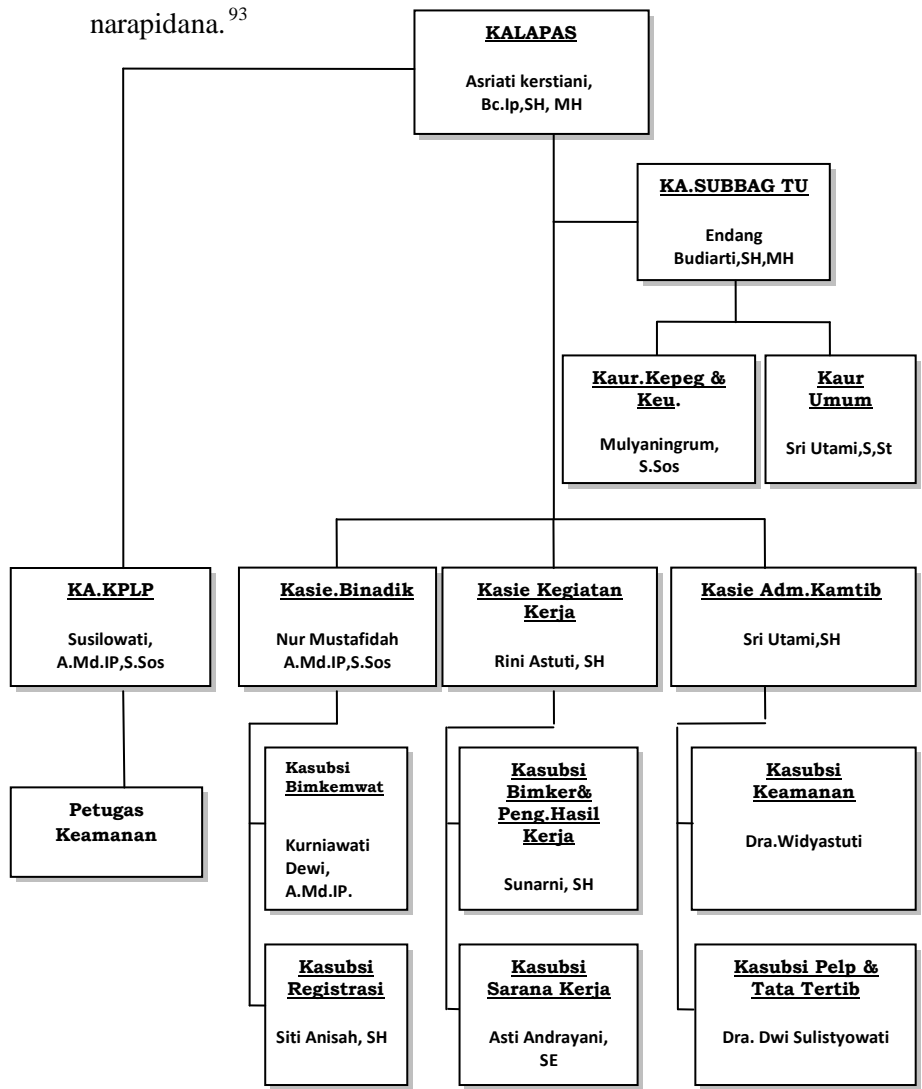 narapidana.93
KALAPAS
Asriati kerstiani,
Bc.Ip,SH, MH
KA.SUBBAG TU
Endang
Budiarti,SH,MH
Kaur.Kepeg &
Keu.
Mulyaningrum,
S.Sos
Kaur
Umum
Sri Utami,S,St
KA.KPLP
Susilowati,
A.Md.IP,S.Sos
Kasie.Binadik
Nur Mustafidah
A.Md.IP,S.Sos
Kasie Kegiatan
Kerja
Rini Astuti, SH
Kasie Adm.Kamtib
Sri Utami,SH
Petugas
Keamanan
Kasubsi
Bimkemwat
Kurniawati
Dewi,
A.Md.IP.
Kasubsi
Bimker&
Peng.Hasil
Kerja
Sunarni, SH
Kasubsi
Keamanan
Dra.Widyastuti
Kasubsi
Registrasi
Siti Anisah, SH
Kasubsi
Sarana Kerja
Asti Andrayani,
SE
Kasubsi Pelp &
Tata Tertib
Dra. Dwi Sulistyowati